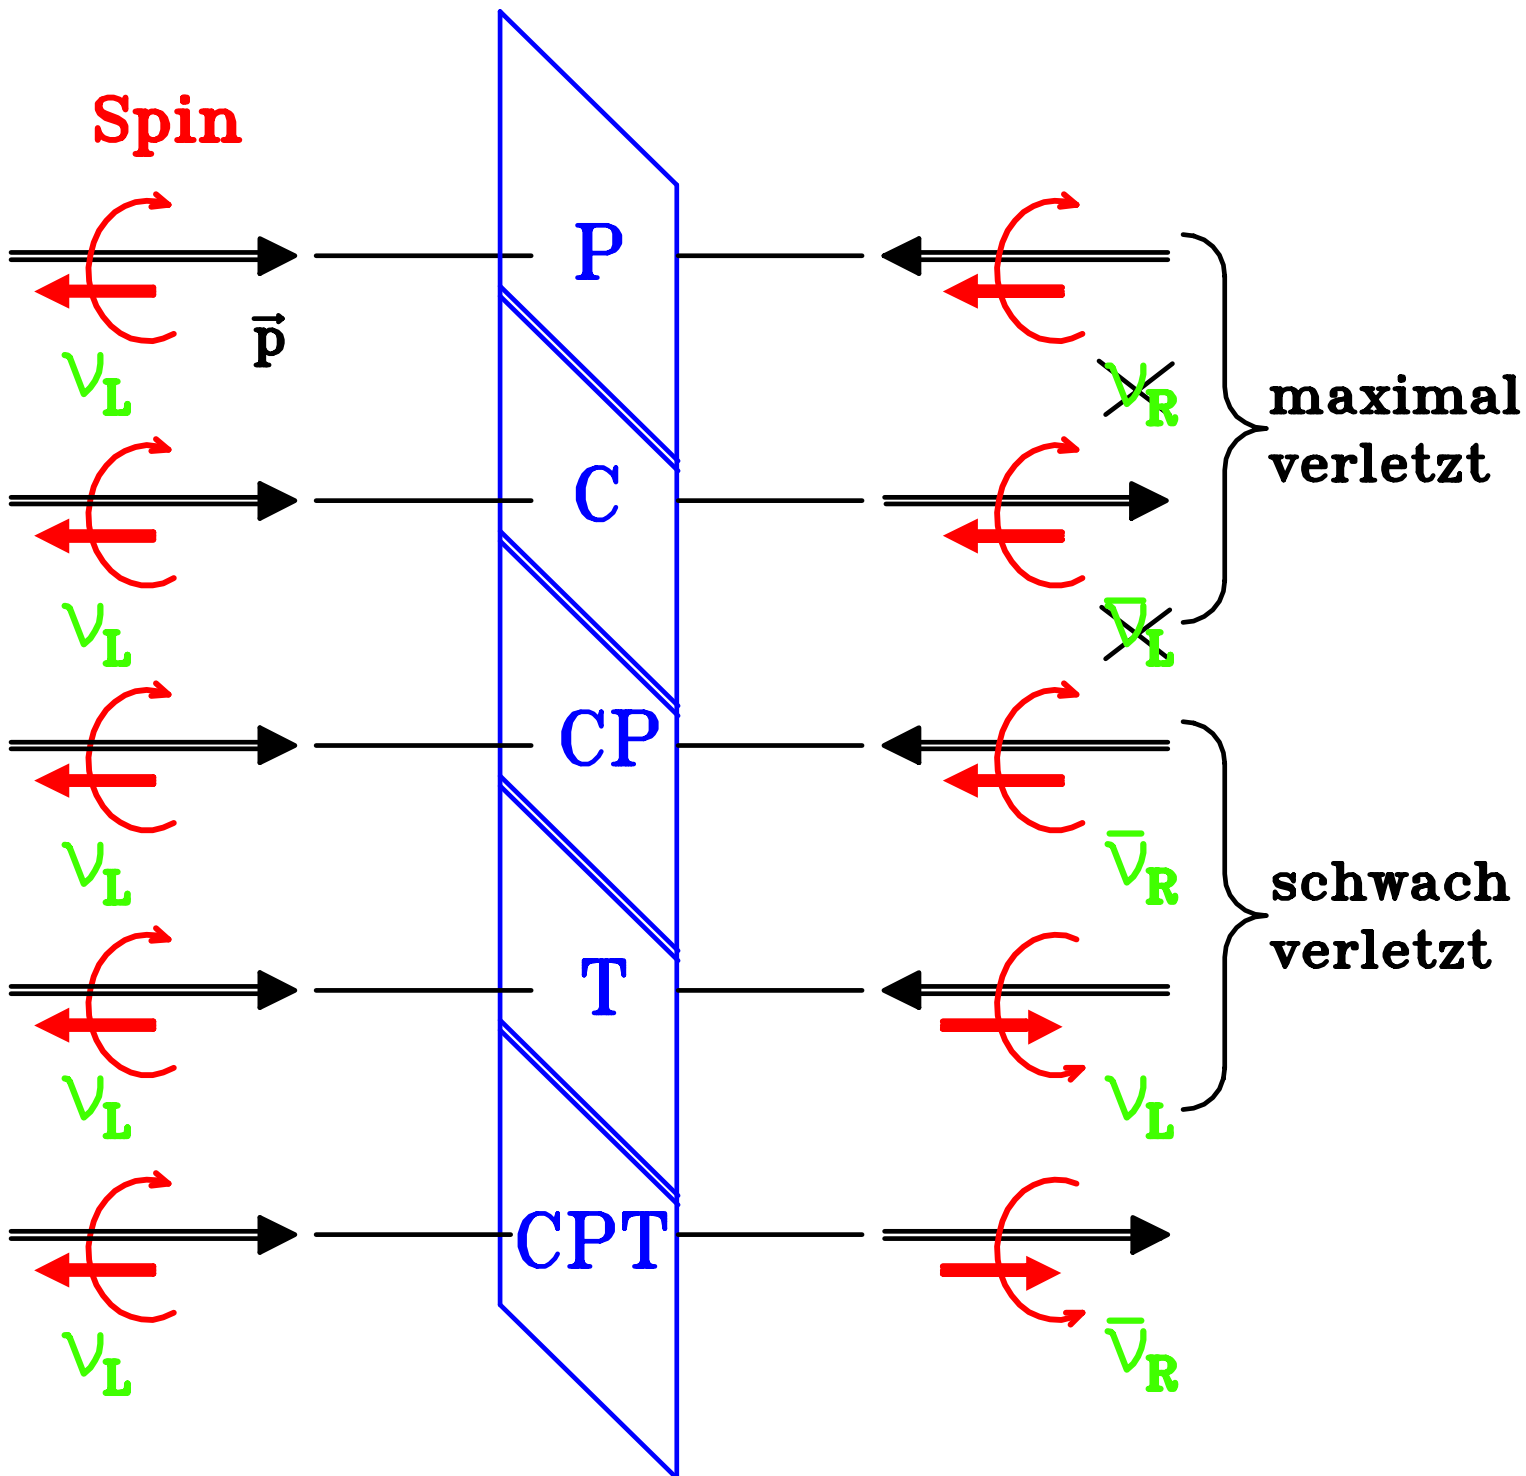 Spin
P
p⃗
ν_L
ν_R
maximal
verletzt
C
ν_L
ν̅_L
CP
ν_L
ν̅_R
schwach
verletzt
T
ν_L
ν_L
CPT
ν_L
ν̅_R